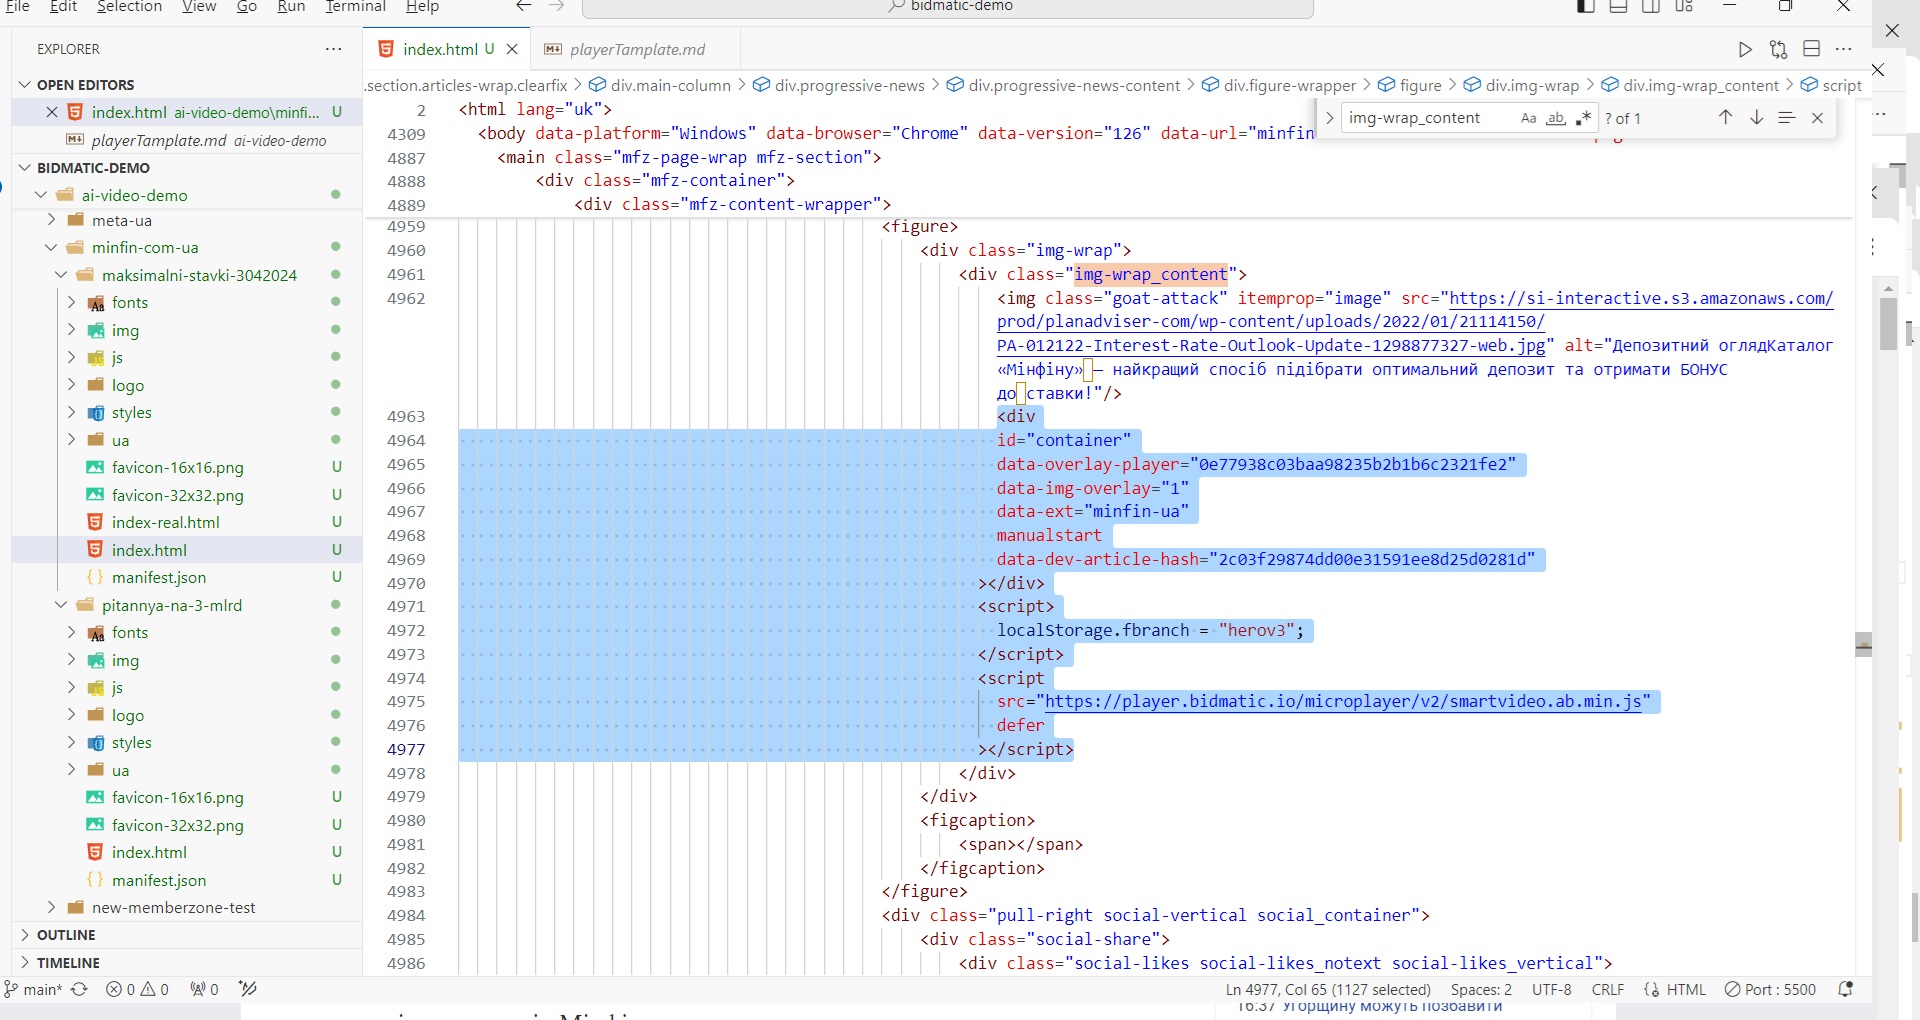 File Edit Selection View Go Run Terminal Help
bidmatic-demo
EXPLORER
OPEN EDITORS
index.html ai-video-demo\minfi... U
playerTamplate.md ai-video-demo
BIDMATIC-DEMO
ai-video-demo
meta-ua
minfin-com-ua
maksimalni-stavki-3042024
fonts
img
js
logo
styles
ua
favicon-16x16.png U
favicon-32x32.png U
index-real.html U
index.html U
manifest.json U
pitannya-na-3-mlrd
fonts
img
js
logo
styles
ua
favicon-16x16.png U
favicon-32x32.png U
index.html U
manifest.json U
new-memberzone-test
OUTLINE
TIMELINE
index.html U
playerTamplate.md
.section.articles-wrap.clearfix > div.main-column > div.progressive-news > div.progressive-news-content > div.figure-wrapper > figure > div.img-wrap > div.img-wrap_content > script
img-wrap_content Aa ab ? of 1
2 <html lang="uk">
4309 <body data-platform="Windows" data-browser="Chrome" data-version="126" data-url="minfin
4887 <main class="mfz-page-wrap mfz-section">
4888 <div class="mfz-container">
4889 <div class="mfz-content-wrapper">
4959 <figure>
4960 <div class="img-wrap">
4961 <div class="img-wrap_content">
4962 <img class="goat-attack" itemprop="image" src="https://si-interactive.s3.amazonaws.com/
prod/planadviser-com/wp-content/uploads/2022/01/21114150/
PA-012122-Interest-Rate-Outlook-Update-1298877327-web.jpg" alt="Депозитний оглядКаталог
«Мінфіну» — найкращий спосіб підібрати оптимальний депозит та отримати БОНУС
до ставки!"/>
4963 <div
4964 id="container"
4965 data-overlay-player="0e77938c03baa98235b2b1b6c2321fe2"
4966 data-img-overlay="1"
4967 data-ext="minfin-ua"
4968 manualstart
4969 data-dev-article-hash="2c03f29874dd00e31591ee8d25d0281d"
4970 ></div>
4971 <script>
4972 localStorage.fbranch = "herov3";
4973 </script>
4974 <script
4975 src="https://player.bidmatic.io/microplayer/v2/smartvideo.ab.min.js"
4976 defer
4977 ></script>
4978 </div>
4979 </div>
4980 <figcaption>
4981 <span></span>
4982 </figcaption>
4983 </figure>
4984 <div class="pull-right social-vertical social_container">
4985 <div class="social-share">
4986 <div class="social-likes social-likes_notext social-likes_vertical">
main* 0 0 0 Ln 4977, Col 65 (1127 selected) Spaces: 2 UTF-8 CRLF HTML Port : 5500
16:37 Угорщину можуть позбавити